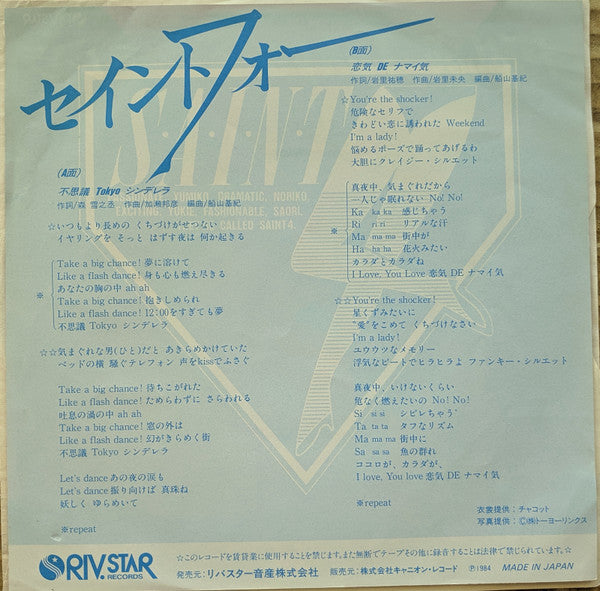 セイントフォー
S・A・I・N・T
(A面)
不思議 Tokyo シンデレラ
作詞/森 雪之丞 作曲/加瀬邦彦 編曲/船山基紀
☆いつもより長めの くちづけがせつない
イヤリングを そっと はずす夜は 何か起きる
※
Take a big chance! 夢に溶けて
Like a flash dance! 身も心も燃え尽きる
あなたの胸の中 ah ah
Take a big chance! 抱きしめられ
Like a flash dance! 12:00をすぎても夢
不思議 Tokyo シンデレラ
☆☆気まぐれな男(ひと)だと あきらめかけていた
ベッドの横 騒ぐテレフォン 声をkissでふさぐ
Take a big chance! 待ちこがれた
Like a flash dance! ためらわずに さらわれる
吐息の渦の中 ah ah
Take a big chance! 窓の外は
Like a flash dance! 幻がきらめく街
不思議 Tokyo シンデレラ
Let's dance あの夜の涙も
Let's dance 振り向けば 真珠ね
妖しく ゆらめいて
※repeat
(B面)
恋気 DE ナマイ気
作詞/岩里祐穂 作曲/岩里未央 編曲/船山基紀
☆You're the shocker!
危険なセリフで
きわどい恋に誘われた Weekend
I'm a lady!
悩めるポーズで踊ってあげるわ
大胆にクレイジー・シルエット
※
真夜中、気まぐれだから
一人じゃ眠れない No! No!
Ka ka ka 感じちゃう
Ri ri ri リアルな汗
Ma ma ma 街中が
Ha ha ha 花火みたい
カラダとカラダね
I Love, You Love 恋気 DE ナマイ気
☆☆You're the shocker!
星くずみたいに
"愛"をこめて くちづけなさい
I'm a lady!
ユウウツなメモリー
浮気なビートでヒラヒラよ ファンキー・シルエット
真夜中、いけないくらい
危なく燃えたいの No! No!
Si si si シビレちゃう
Ta ta ta タフなリズム
Ma ma ma 街中に
Sa sa sa 魚の群れ
ココロが、カラダが、
I love, You love 恋気 DE ナマイ気
※repeat
衣裳提供：チャコット
写真提供：©㈱トーヨーリンクス
RIV.STAR
RECORDS
☆このレコードを賃貸業に使用することを禁じます。また無断でテープその他に録音することは法律で禁じられています。☆
発売元：リバスター音産株式会社 販売元：株式会社キャニオン・レコード Ⓟ1984 MADE IN JAPAN